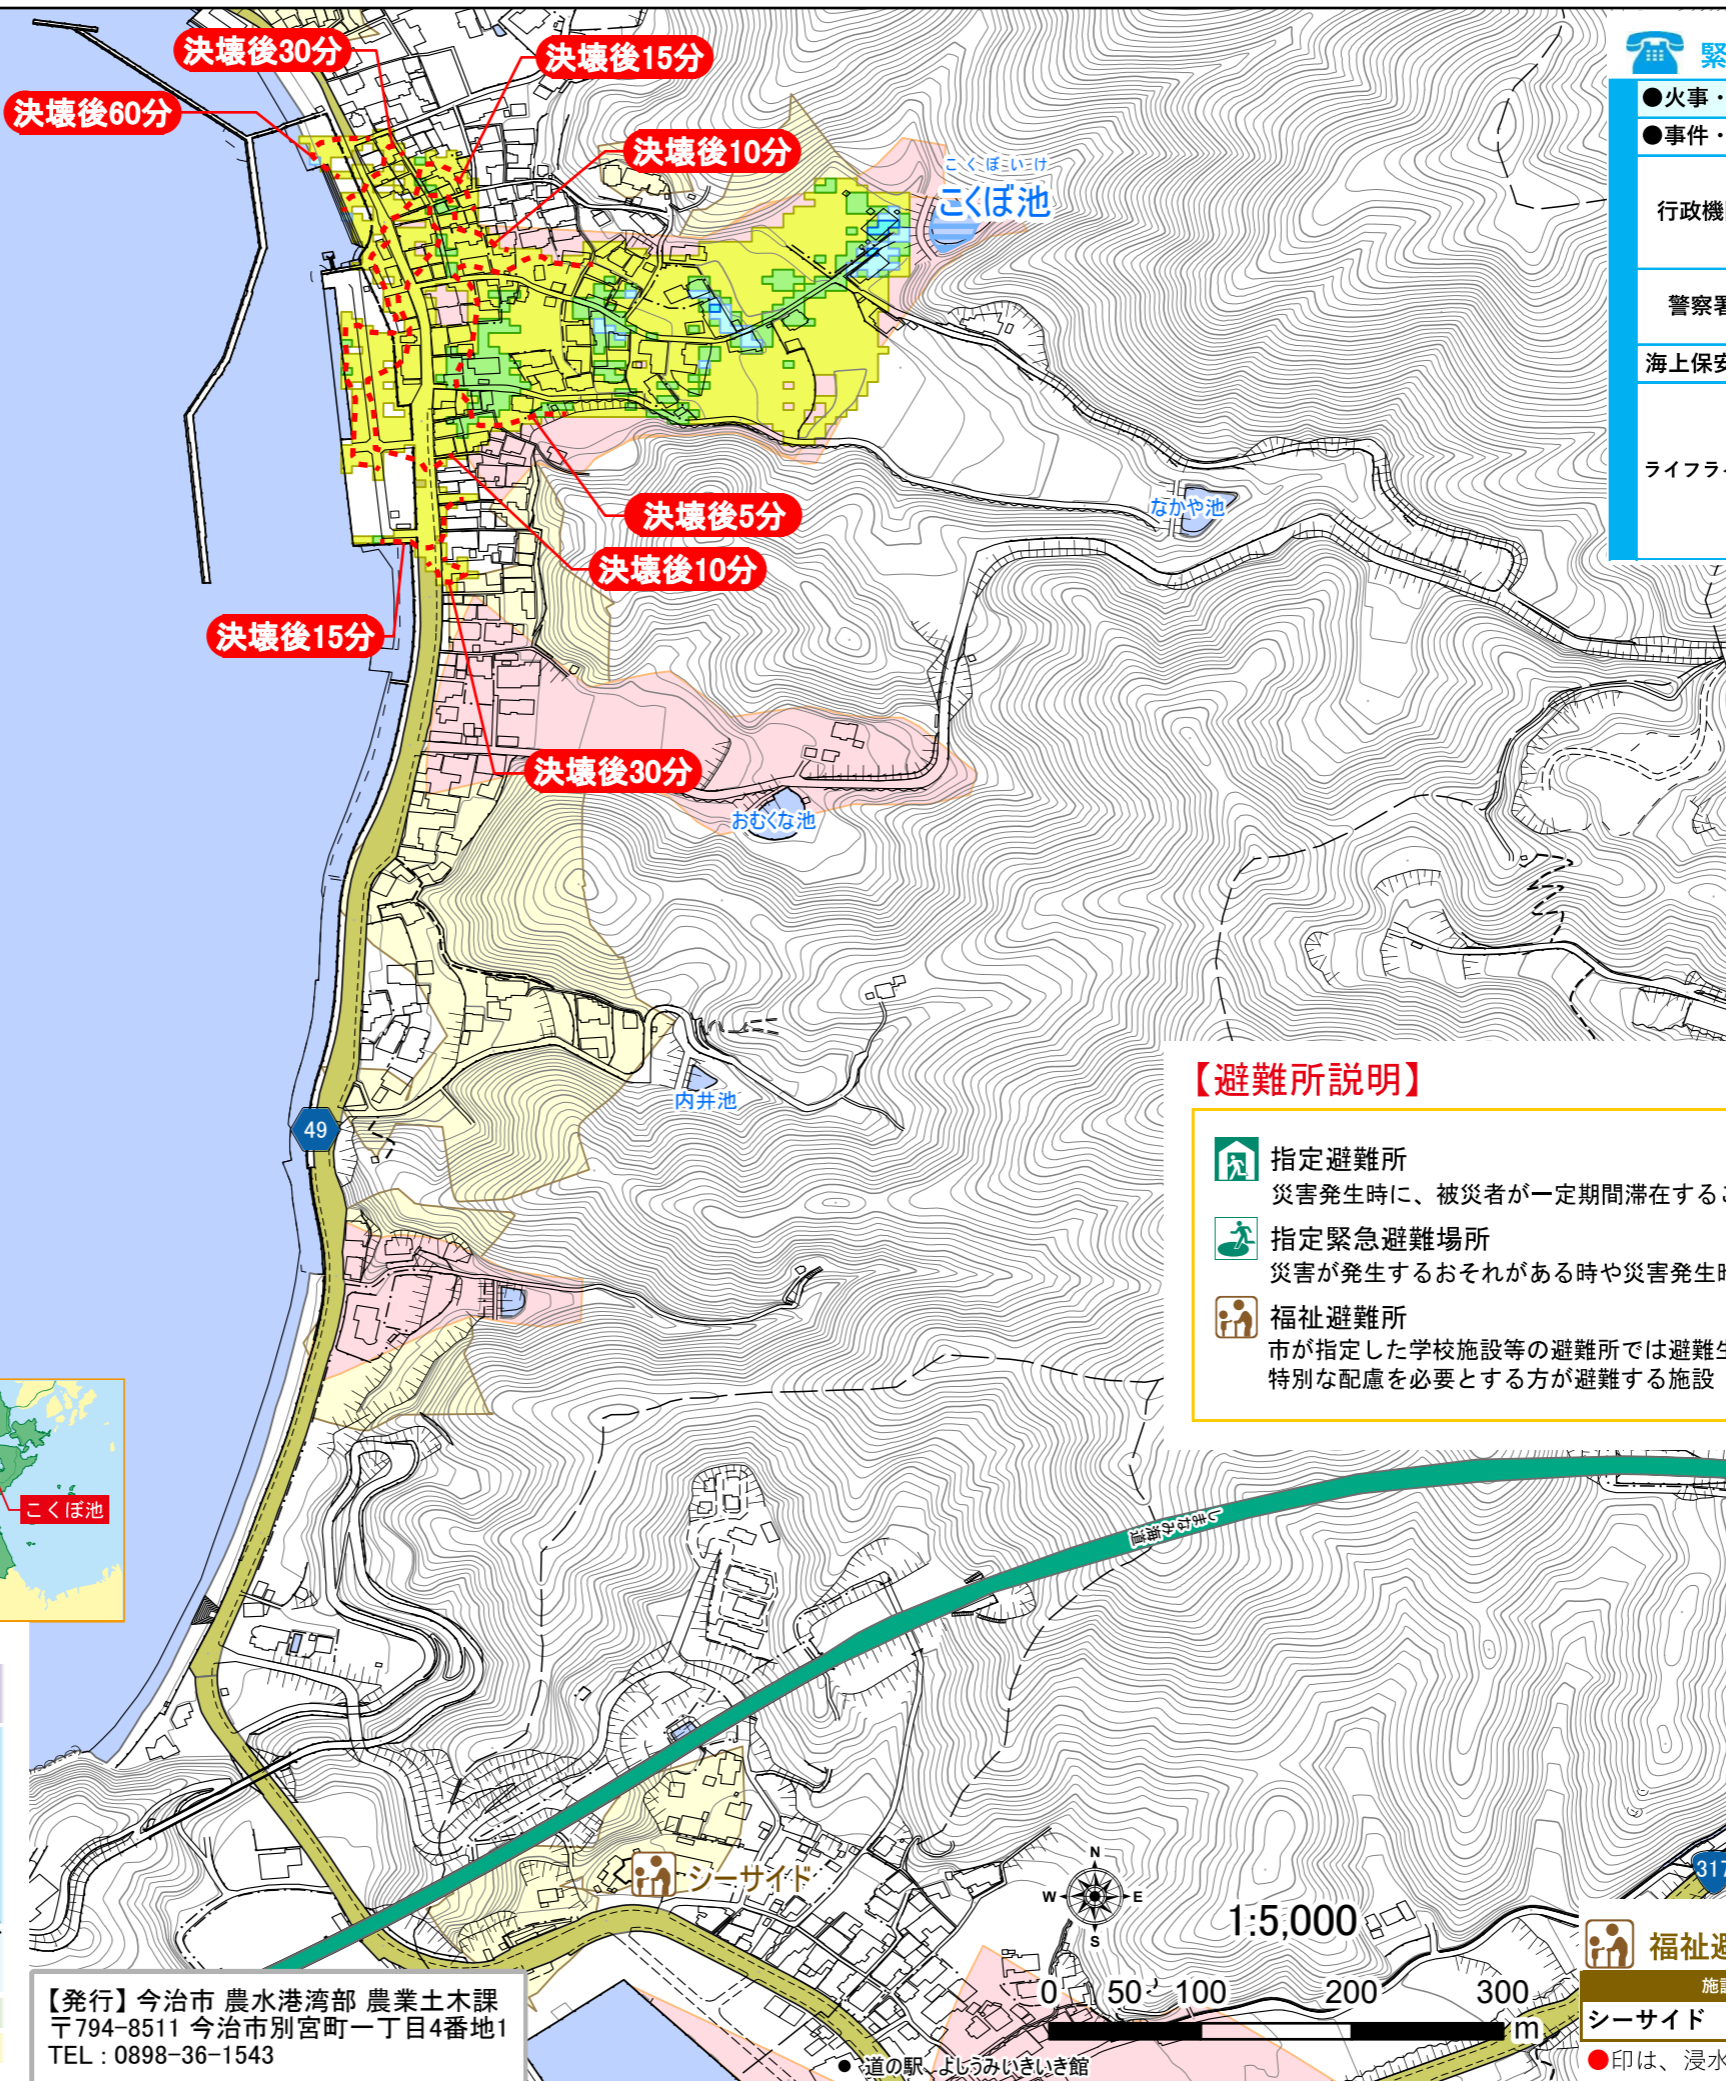 決壊後30分
決壊後15分
決壊後60分
決壊後10分
こくぼいけ
こくぼ池
緊
●火事・
●事件・
行政機
警察署
海上保安
ライフライ
なかや池
決壊後5分
決壊後10分
決壊後15分
決壊後30分
おむくな池
内井池
49
【避難所説明】
指定避難所
災害発生時に、被災者が一定期間滞在する
指定緊急避難場所
災害が発生するおそれがある時や災害発生時
福祉避難所
市が指定した学校施設等の避難所では避難生
特別な配慮を必要とする方が避難する施設
こくぼ池
しまなみ海道
シーサイド
N
W
E
S
1:5,000
0 50 100 200 300
m
317
福祉避
施設
シーサイド
●印は、浸水
【発行】今治市 農水港湾部 農業土木課
〒794-8511 今治市別宮町一丁目4番地1
TEL : 0898-36-1543
● 道の駅 よしうみいきいき館